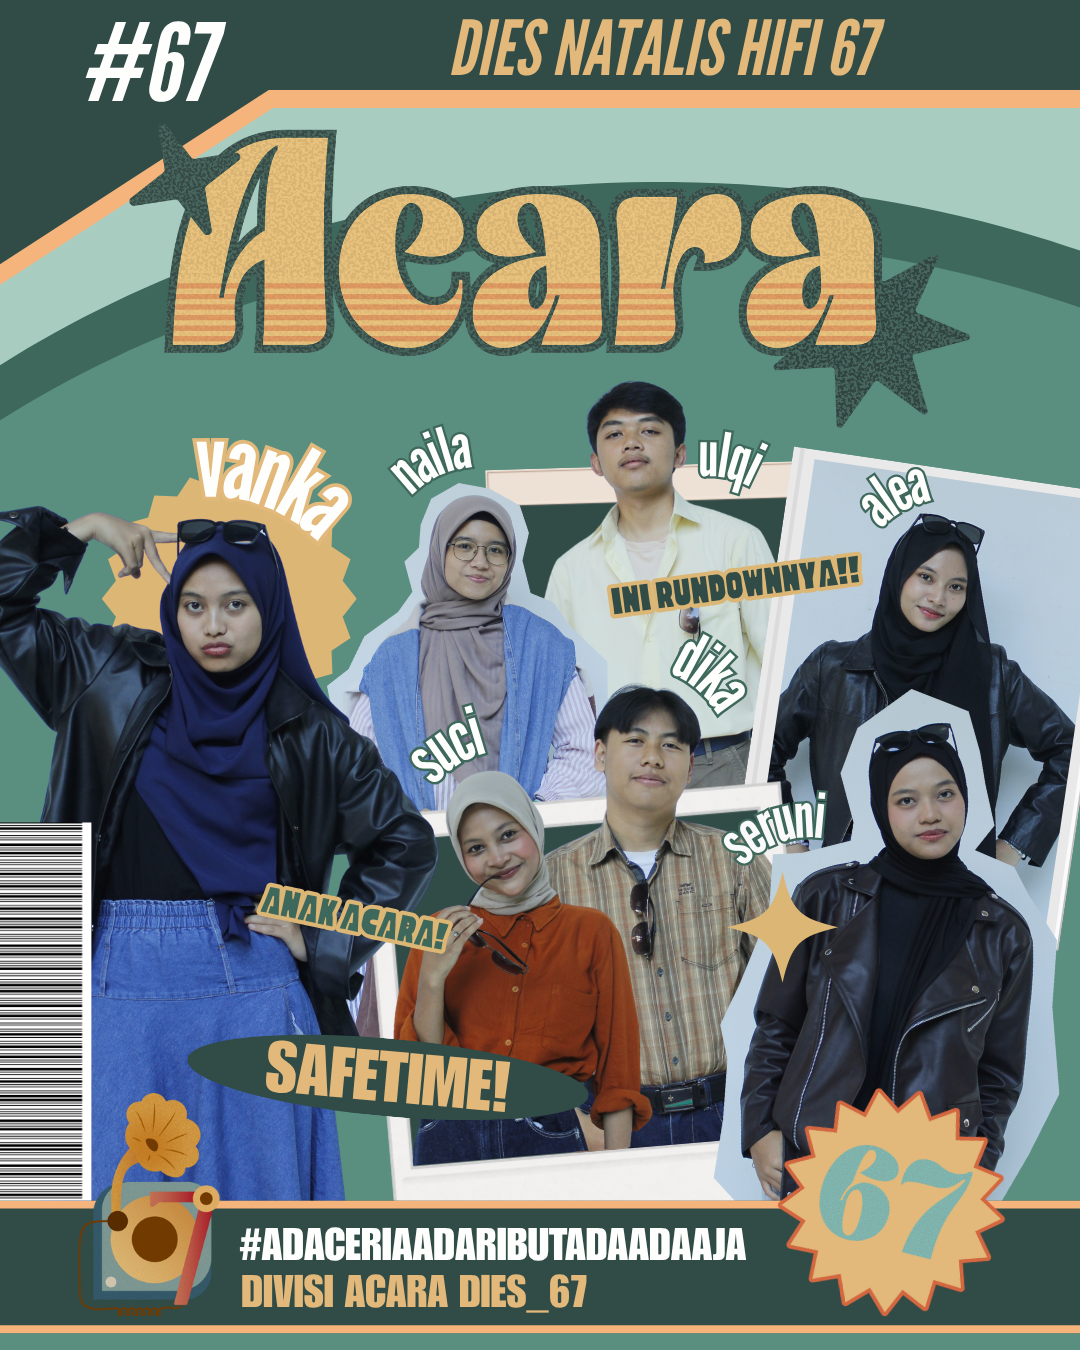 #67
DIES NATALIS HIFI 67
Acara
vanka
naila
ulqi
alea
INI RUNDOWNNYA!!
dika
suci
seruni
ANAK ACARA!
SAFETIME!
67
#ADACERIAADARIBUTADAADAAJA
DIVISI ACARA DIES_67